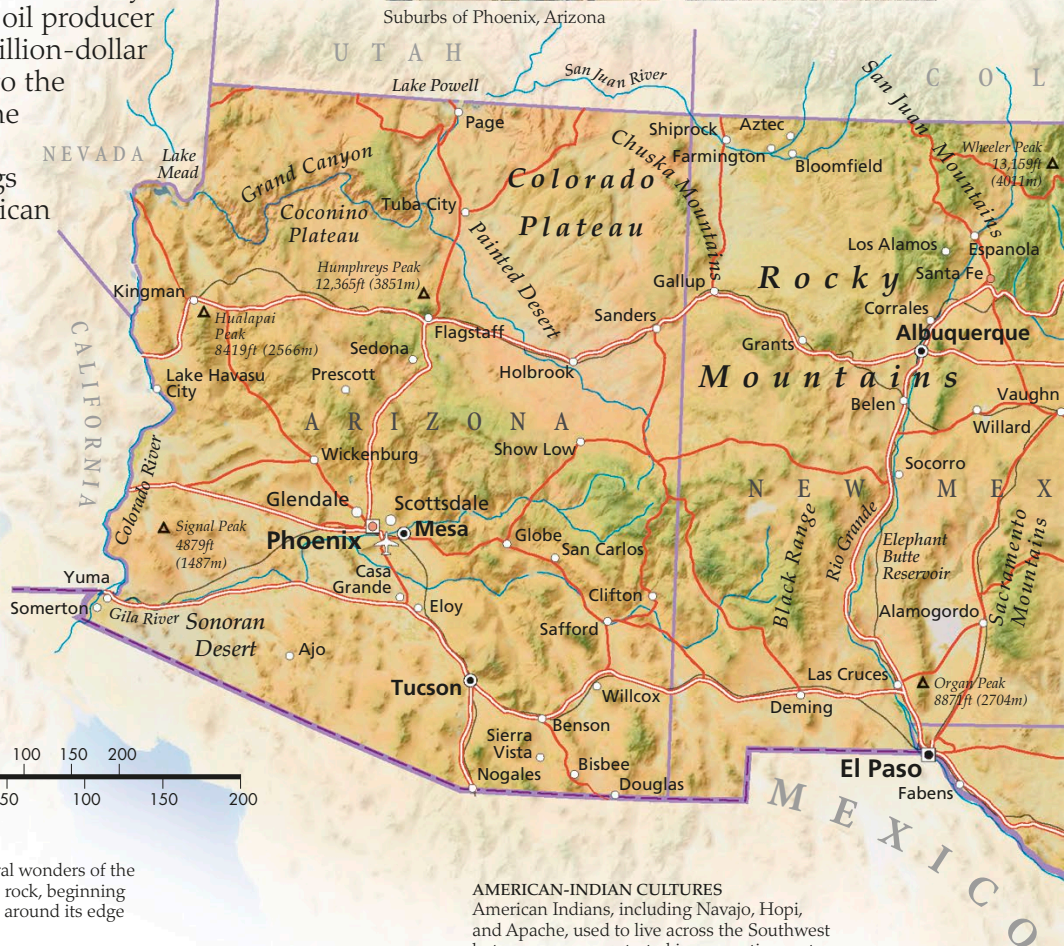 oil producer
illion-dollar
o the
ne
gs
ican
Suburbs of Phoenix, Arizona
UTAH
COL
NEVADA
CALIFORNIA
ARIZONA
NEW MEX
MEXICO
Lake Powell
San Juan River
San Juan Mountains
Lake
Mead
Page
Grand Canyon
Coconino
Plateau
Tuba City
Colorado
Plateau
Painted Desert
Chuska Mountains
Shiprock
Aztec
Farmington
Bloomfield
Wheeler Peak
13,159ft
(4011m)
Los Alamos
Espanola
Santa Fe
Rocky
Mountains
Humphreys Peak
12,365ft (3851m)
Kingman
Hualapai
Peak
8419ft (2566m)
Flagstaff
Sedona
Prescott
Lake Havasu
City
Holbrook
Sanders
Gallup
Grants
Corrales
Albuquerque
Belen
Vaughn
Willard
Socorro
Show Low
Wickenburg
Colorado River
Glendale
Scottsdale
Phoenix
Mesa
Signal Peak
4879ft
(1487m)
Globe
San Carlos
Casa
Grande
Eloy
Clifton
Safford
Black Range
Rio Grande
Elephant
Butte
Reservoir
Sacramento
Mountains
Alamogordo
Yuma
Somerton
Gila River
Sonoran
Desert
Ajo
Tucson
Willcox
Benson
Sierra
Vista
Nogales
Bisbee
Douglas
Deming
Las Cruces
Organ Peak
8871ft (2704m)
El Paso
Fabens
100 150 200
50 100 150 200
al wonders of the
rock, beginning
around its edge
AMERICAN-INDIAN CULTURES
American Indians, including Navajo, Hopi,
and Apache, used to live across the Southwest